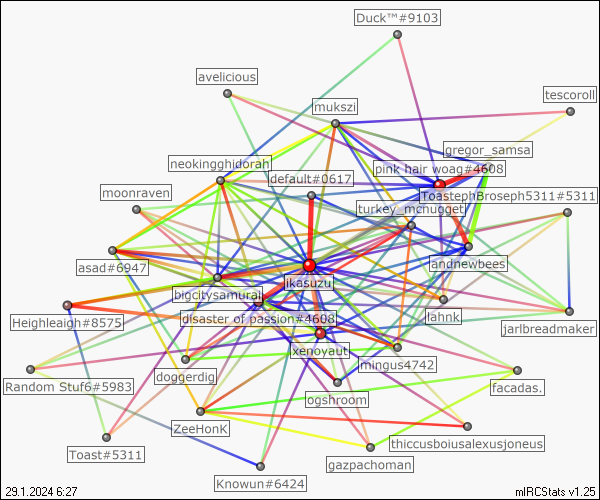 Duck™#9103
avelicious
tescoroll
mukszi
gregor_samsa
neokingghidorah
pink hair woag#4608
default#0617
moonraven
ToastephBroseph5311#5311
turkey_mcnugget
asad#6947
andnewbees
ikasuzu
bigcitysamurai
lahnk
Heighleaigh#8575
disaster of passion#4608
jarlbreadmaker
xenoyaut
mingus4742
doggerdig
Random Stuf6#5983
facadas.
ogshroom
ZeeHonK
thiccusboiusalexusjoneus
Toast#5311
gazpachoman
Knowun#6424
29.1.2024 6:27
mIRCStats v1.25